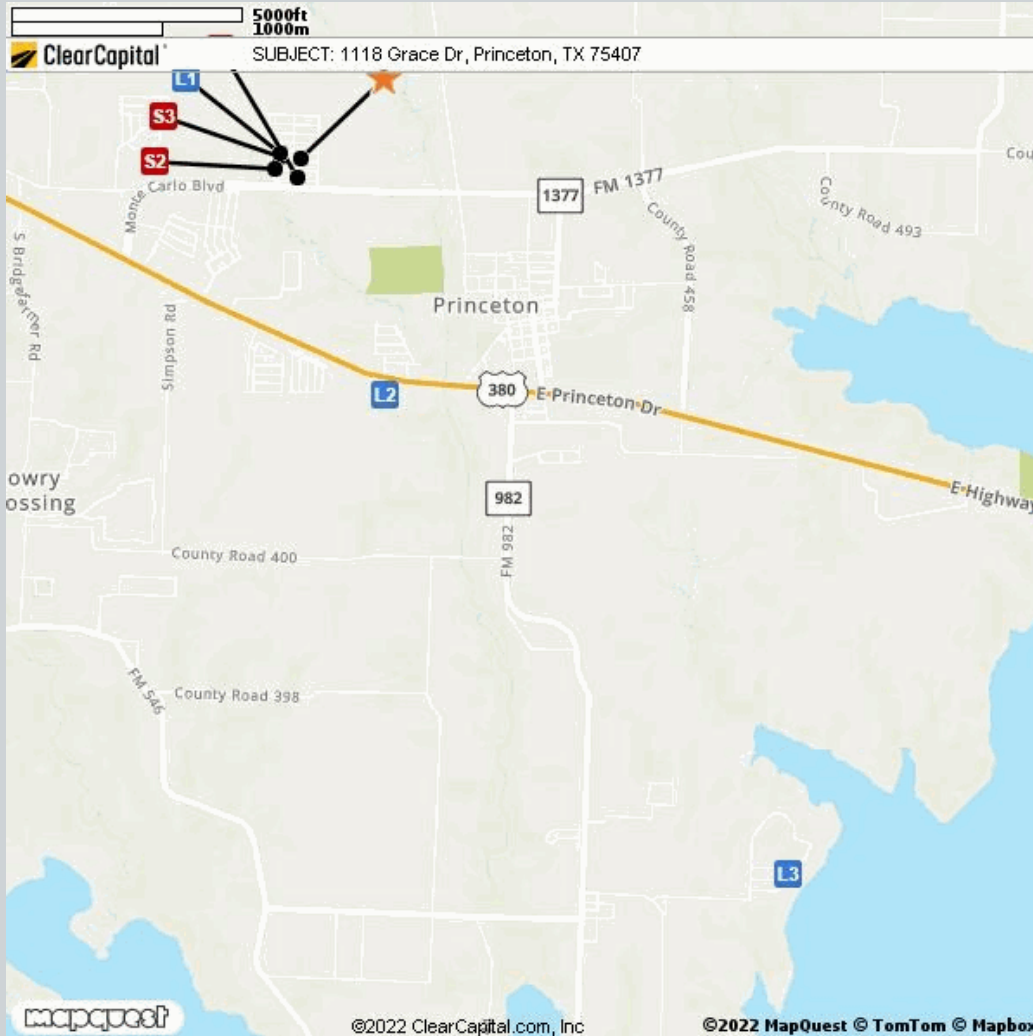 5000ft
1000m
ClearCapital
SUBJECT: 1118 Grace Dr, Princeton, TX 75407
L1
S3
S2
Monte Carlo Blvd
1377
FM 1377
Cou
County Road 493
County Road 458
S Bridgefarmer Rd
Simpson Rd
Princeton
L2
380
E Princeton Dr
E Highway
owry
ossing
982
FM 982
County Road 400
FM 546
County Road 398
L3
mapquest
©2022 ClearCapital.com, Inc
©2022 MapQuest © TomTom © Mapbox